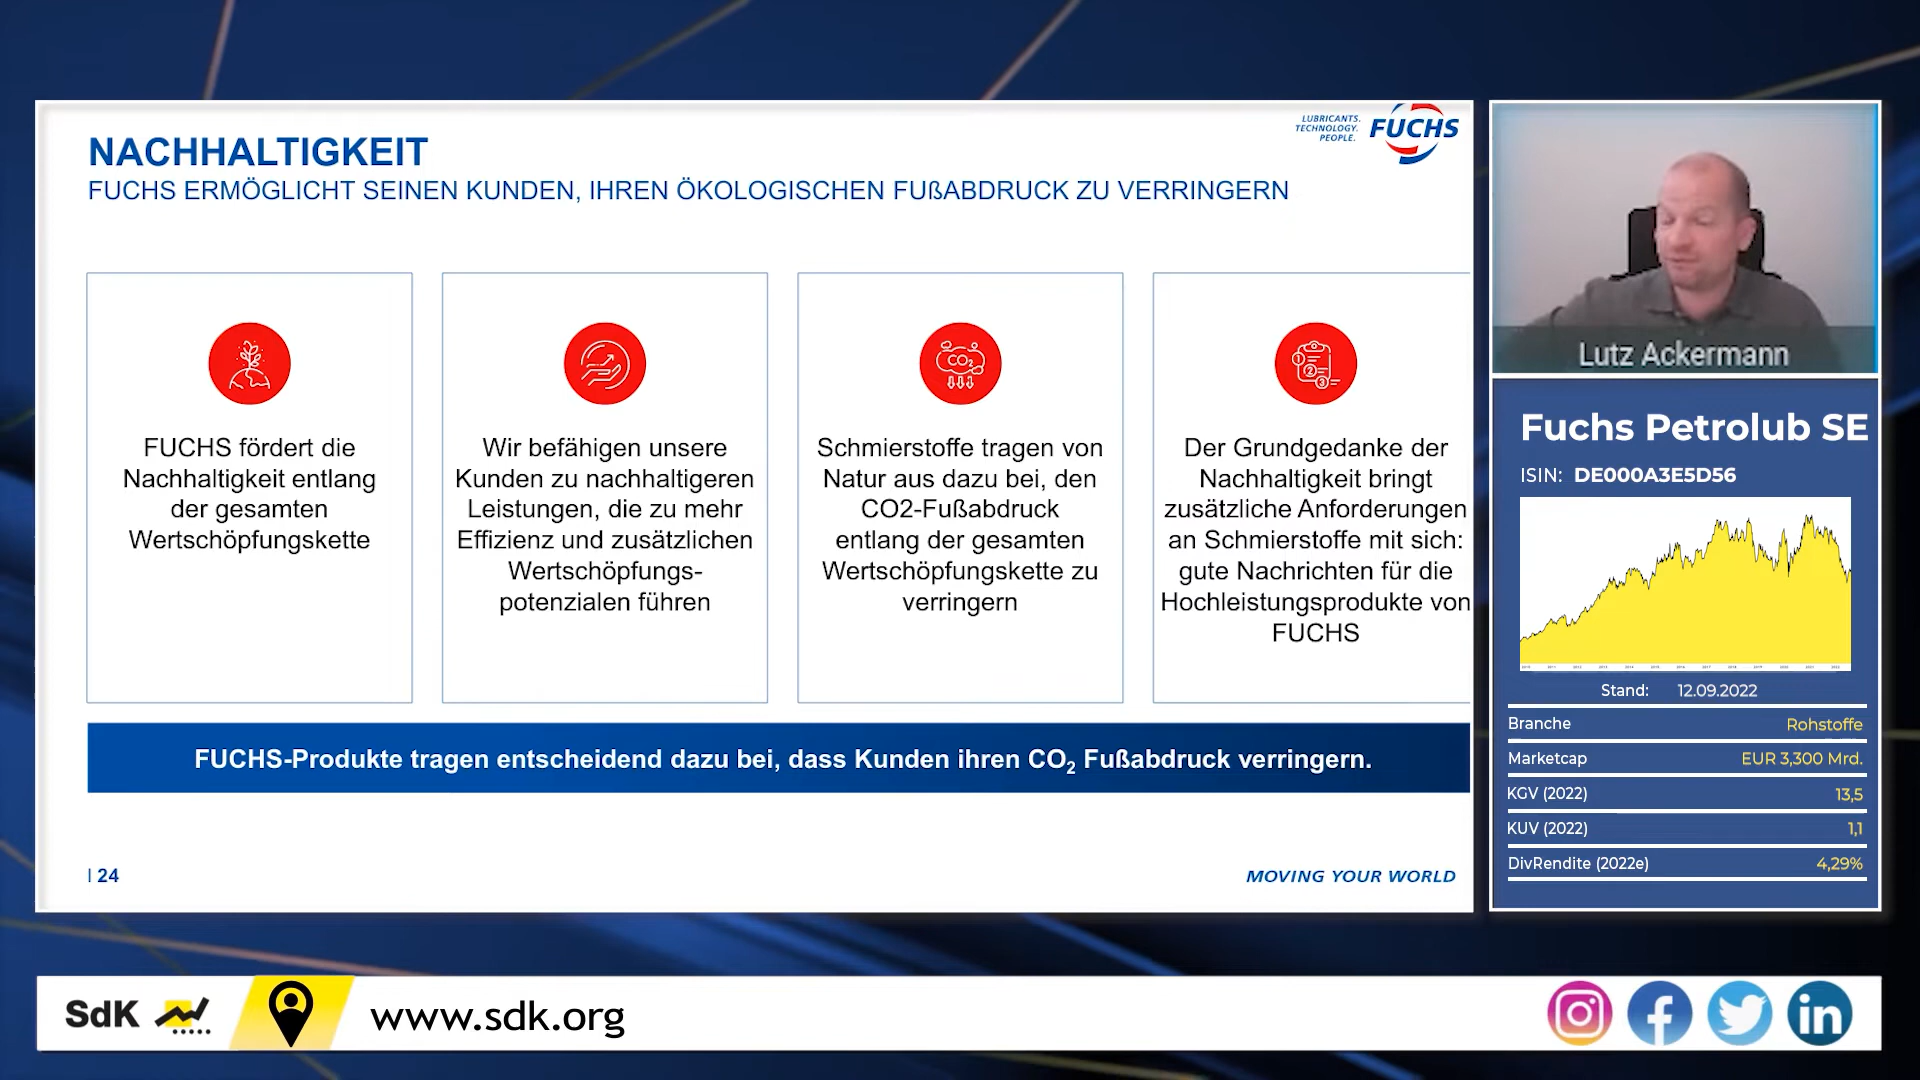 NACHHALTIGKEIT
FUCHS ERMÖGLICHT SEINEN KUNDEN, IHREN ÖKOLOGISCHEN FUßABDRUCK ZU VERRINGERN
LUBRICANTS.
TECHNOLOGY.
PEOPLE.
FUCHS
FUCHS fördert die
Nachhaltigkeit entlang
der gesamten
Wertschöpfungskette
Wir befähigen unsere
Kunden zu nachhaltigeren
Leistungen, die zu mehr
Effizienz und zusätzlichen
Wertschöpfungs-
potenzialen führen
CO2
Schmierstoffe tragen von
Natur aus dazu bei, den
CO2-Fußabdruck
entlang der gesamten
Wertschöpfungskette zu
verringern
1
2
3
Der Grundgedanke der
Nachhaltigkeit bringt
zusätzliche Anforderungen
an Schmierstoffe mit sich:
gute Nachrichten für die
Hochleistungsprodukte von
FUCHS
FUCHS-Produkte tragen entscheidend dazu bei, dass Kunden ihren CO₂ Fußabdruck verringern.
| 24
MOVING YOUR WORLD
Lutz Ackermann
Fuchs Petrolub SE
ISIN: DE000A3E5D56
Stand: 12.09.2022
Branche Rohstoffe
Marketcap EUR 3,300 Mrd.
KGV (2022) 13,5
KUV (2022) 1,1
DivRendite (2022e) 4,29%
SdK
www.sdk.org